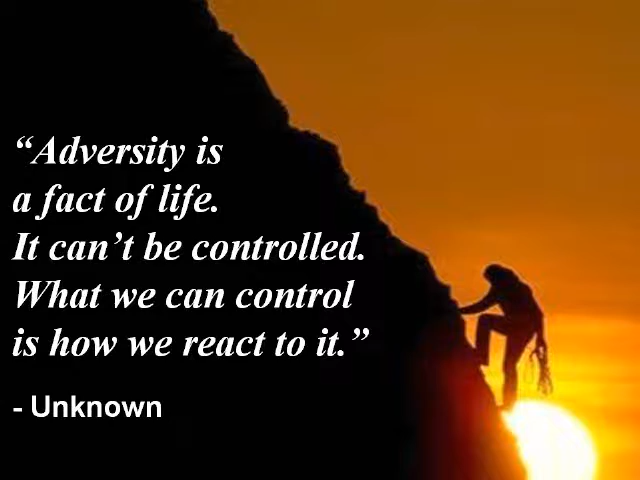 “Adversity is
a fact of life.
It can’t be controlled.
What we can control
is how we react to it.”
- Unknown